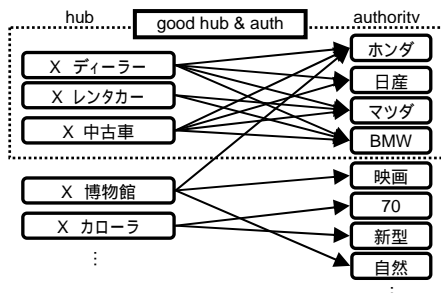 hub
good hub & auth
authority
X ディーラー
X レンタカー
X 中古車
X 博物館
X カローラ
⋮
ホンダ
日産
マツダ
BMW
映画
70
新型
自然
⋮